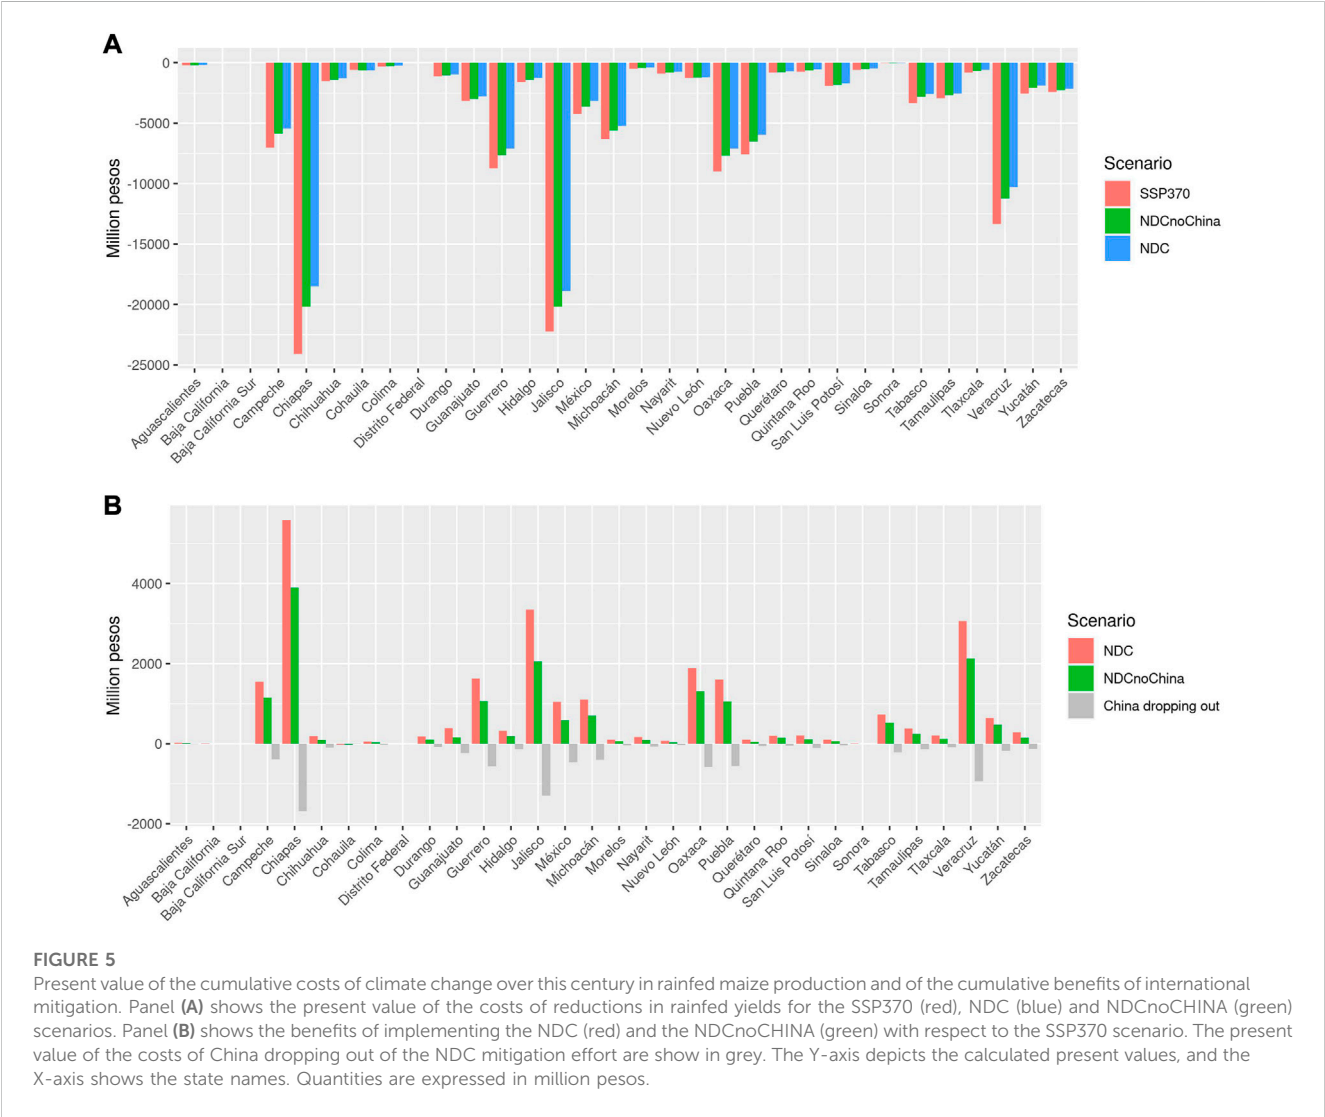 A
0
-5000
-10000
-15000
-20000
-25000
Million pesos
Aguascalientes
Baja California
Baja California Sur
Campeche
Chiapas
Chihuahua
Cohauila
Colima
Distrito Federal
Durango
Guanajuato
Guerrero
Hidalgo
Jalisco
México
Michoacán
Morelos
Nayarit
Nuevo León
Oaxaca
Puebla
Querétaro
Quintana Roo
San Luis Potosí
Sinaloa
Sonora
Tabasco
Tamaulipas
Tlaxcala
Veracruz
Yucatán
Zacatecas
Scenario
SSP370
NDCnoChina
NDC
B
4000
2000
0
-2000
Million pesos
Aguascalientes
Baja California
Baja California Sur
Campeche
Chiapas
Chihuahua
Cohauila
Colima
Distrito Federal
Durango
Guanajuato
Guerrero
Hidalgo
Jalisco
México
Michoacán
Morelos
Nayarit
Nuevo León
Oaxaca
Puebla
Querétaro
Quintana Roo
San Luis Potosí
Sinaloa
Sonora
Tabasco
Tamaulipas
Tlaxcala
Veracruz
Yucatán
Zacatecas
Scenario
NDC
NDCnoChina
China dropping out
FIGURE 5
Present value of the cumulative costs of climate change over this century in rainfed maize production and of the cumulative benefits of international
mitigation. Panel (A) shows the present value of the costs of reductions in rainfed yields for the SSP370 (red), NDC (blue) and NDCnoCHINA (green)
scenarios. Panel (B) shows the benefits of implementing the NDC (red) and the NDCnoCHINA (green) with respect to the SSP370 scenario. The present
value of the costs of China dropping out of the NDC mitigation effort are show in grey. The Y-axis depicts the calculated present values, and the
X-axis shows the state names. Quantities are expressed in million pesos.